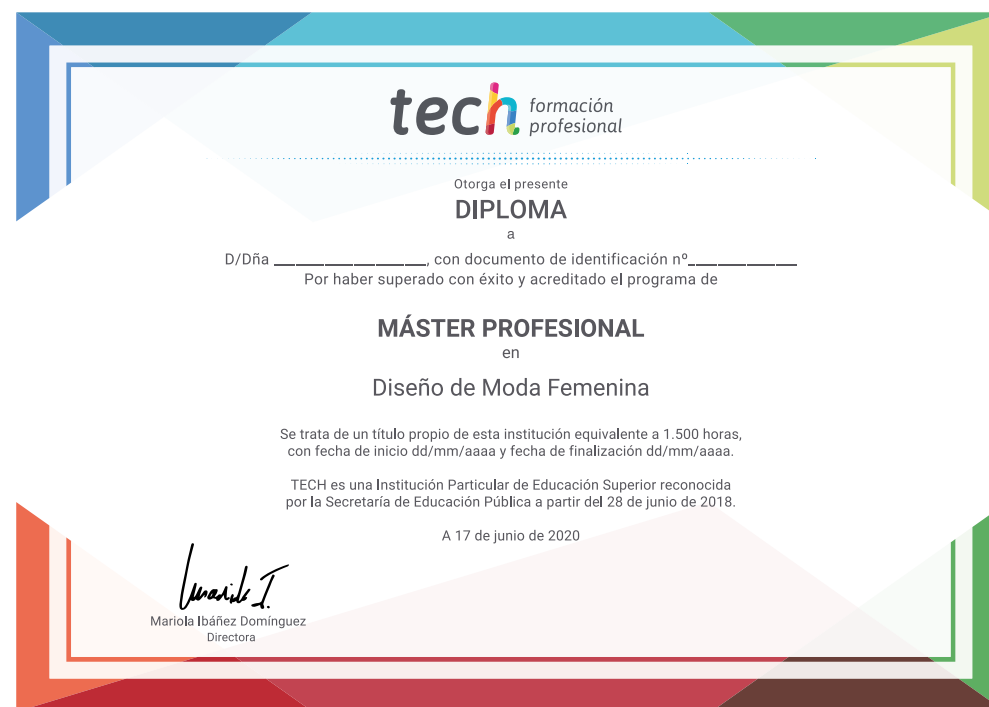 tech formación
profesional
Otorga el presente
DIPLOMA
a
D/Dña ______________, con documento de identificación nº__________
Por haber superado con éxito y acreditado el programa de
MÁSTER PROFESIONAL
en
Diseño de Moda Femenina
Se trata de un título propio de esta institución equivalente a 1.500 horas,
con fecha de inicio dd/mm/aaaa y fecha de finalización dd/mm/aaaa.
TECH es una Institución Particular de Educación Superior reconocida
por la Secretaría de Educación Pública a partir del 28 de junio de 2018.
A 17 de junio de 2020
Mariola Ibáñez Domínguez
Directora